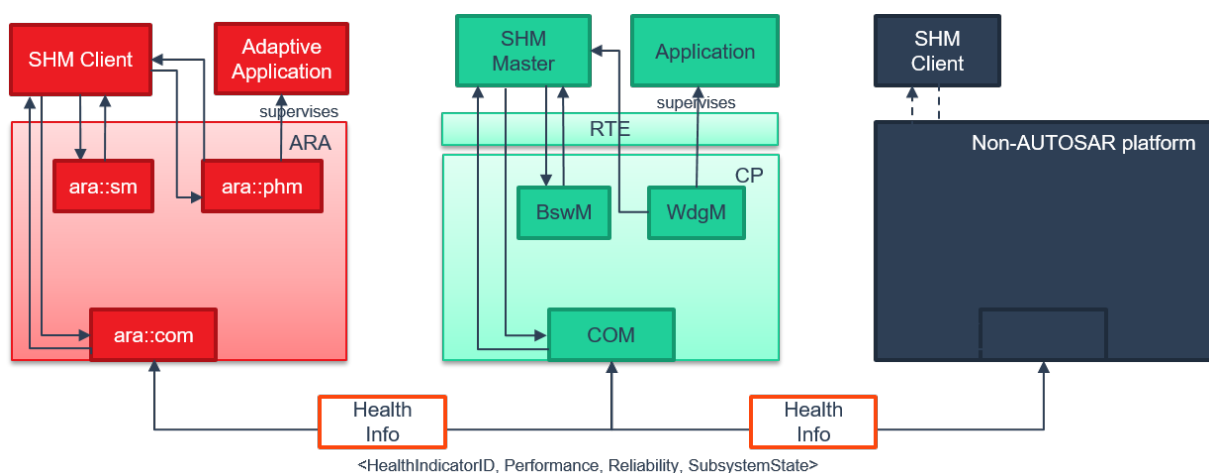 SHM Client
Adaptive
Application
supervises
ARA
ara::sm
ara::phm
ara::com
SHM
Master
Application
supervises
RTE
CP
BswM
WdgM
COM
SHM
Client
Non-AUTOSAR platform
Health
Info
Health
Info
<HealthIndicatorID, Performance, Reliability, SubsystemState>